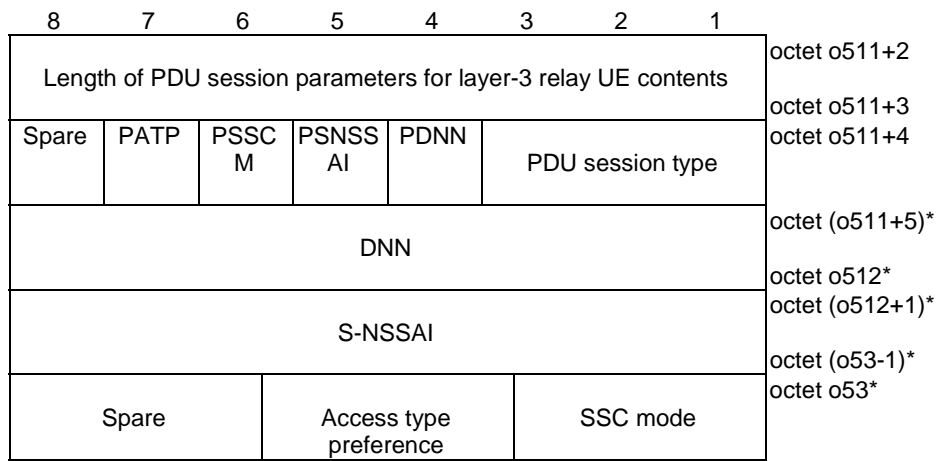 8 7 6 5 4 3 2 1
Length of PDU session parameters for layer-3 relay UE contents
octet o511+2
octet o511+3
Spare PATP PSSC PSNSS PDNN PDU session type octet o511+4
M AI
DNN
octet (o511+5)*
octet o512*
S-NSSAI
octet (o512+1)*
octet (o53-1)*
Spare Access type SSC mode octet o53*
preference